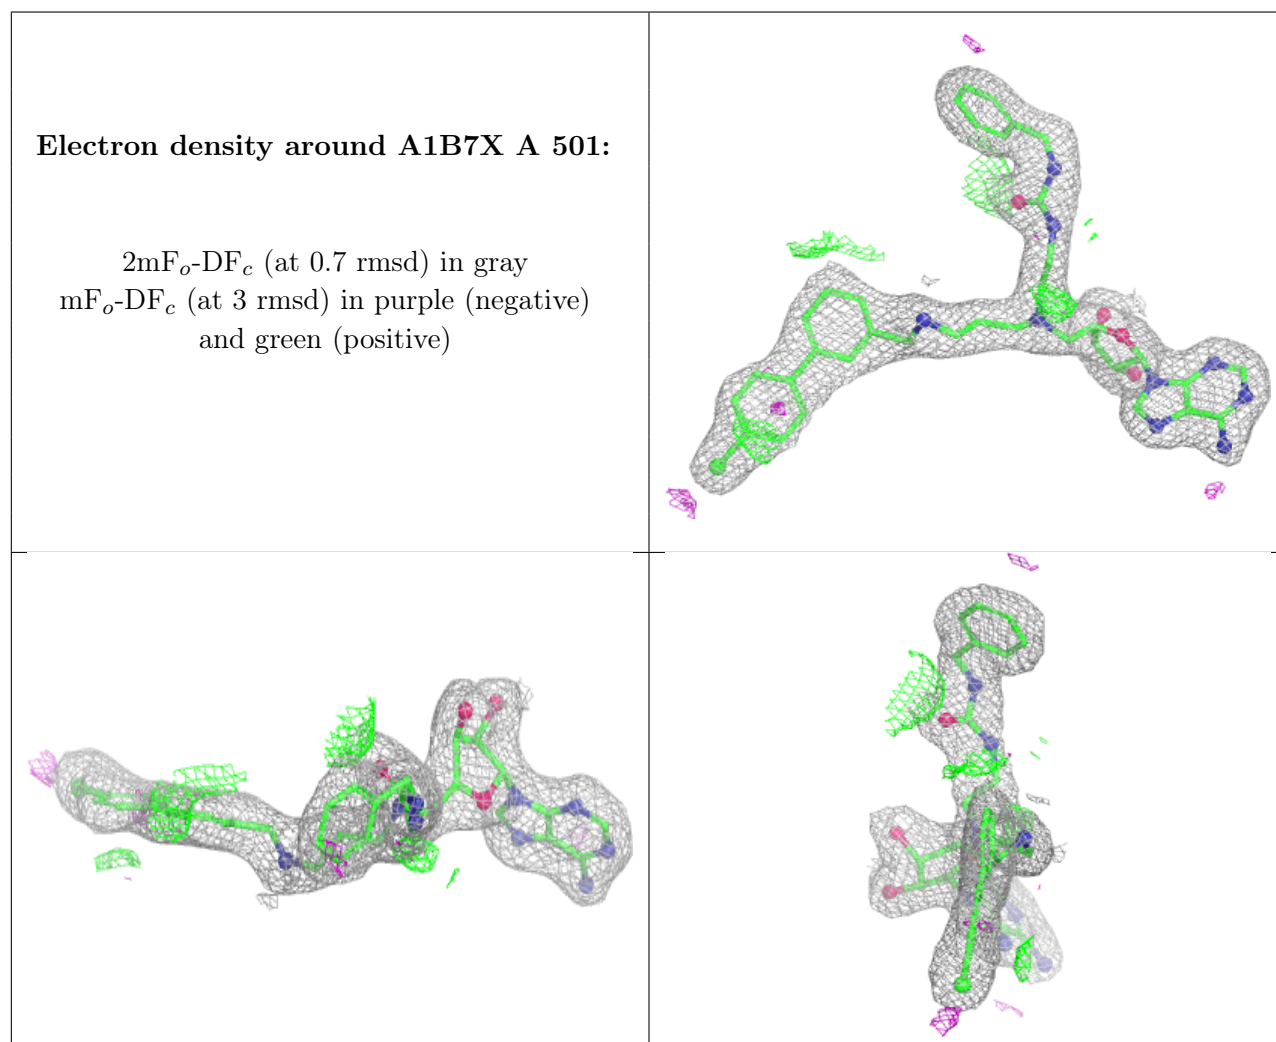 Electron density around A1B7X A 501:
2mFo-DFc (at 0.7 rmsd) in gray
mFo-DFc (at 3 rmsd) in purple (negative)
and green (positive)